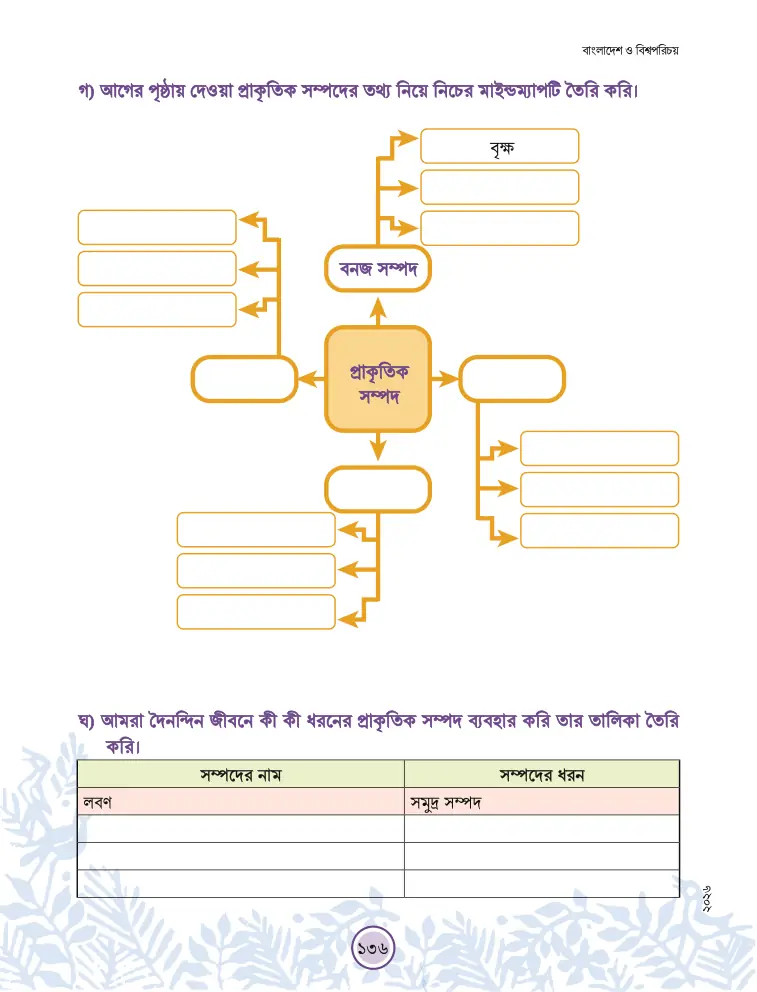 বাংলাদেশ ও বিশ্বপরিচয়
গ) আগের পৃষ্ঠায় দেওয়া প্রাকৃতিক সম্পদের তথ্য নিয়ে নিচের মাইন্ডম্যাপটি তৈরি করি।
বৃক্ষ
বনজ সম্পদ
প্রাকৃতিক
সম্পদ
ঘ) আমরা দৈনন্দিন জীবনে কী কী ধরনের প্রাকৃতিক সম্পদ ব্যবহার করি তার তালিকা তৈরি
করি।
সম্পদের নাম
সম্পদের ধরন
লবণ
সমুদ্র সম্পদ
২০২৬
১৩৬